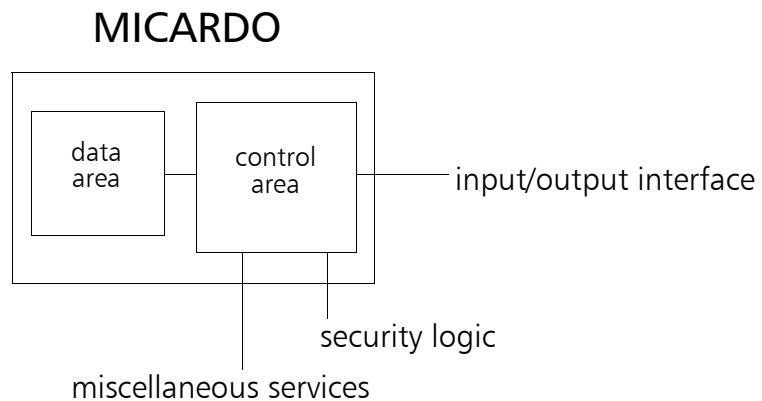 MICARDO
data
area
control
area
input/output interface
security logic
miscellaneous services